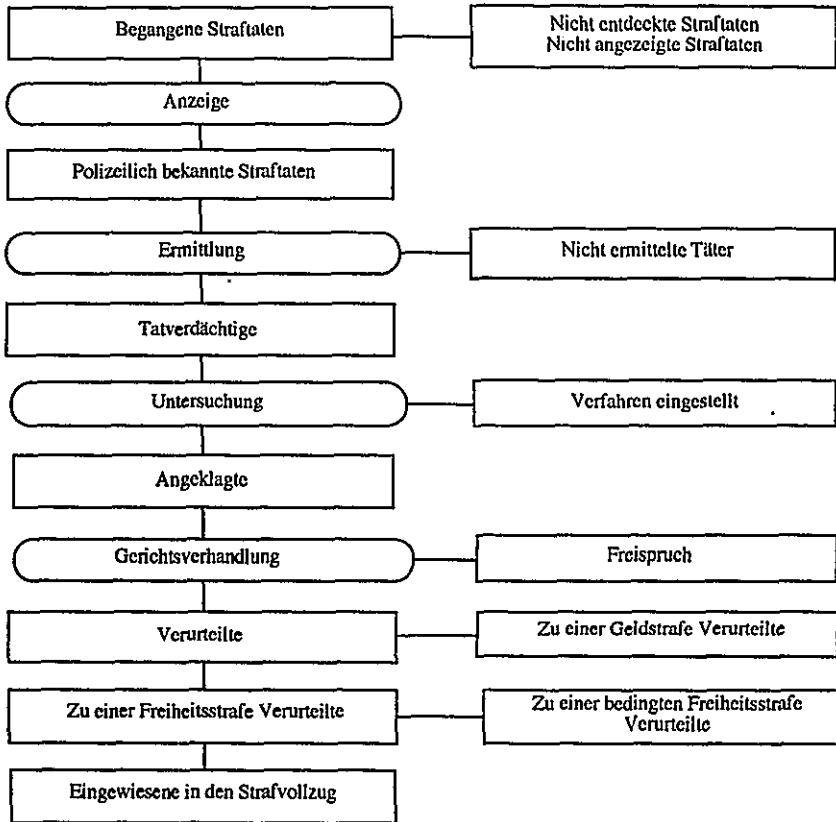 Begangene Straftaten
Nicht entdeckte Straftaten
Nicht angezeigte Straftaten
Anzeige
Polizeilich bekannte Straftaten
Ermittlung
Nicht ermittelte Täter
Tatverdächtige
Untersuchung
Verfahren eingestellt
Angeklagte
Gerichtsverhandlung
Freispruch
Verurteilte
Zu einer Geldstrafe Verurteilte
Zu einer Freiheitsstrafe Verurteilte
Zu einer bedingten Freiheitsstrafe
Verurteilte
Eingewiesene in den Strafvollzug